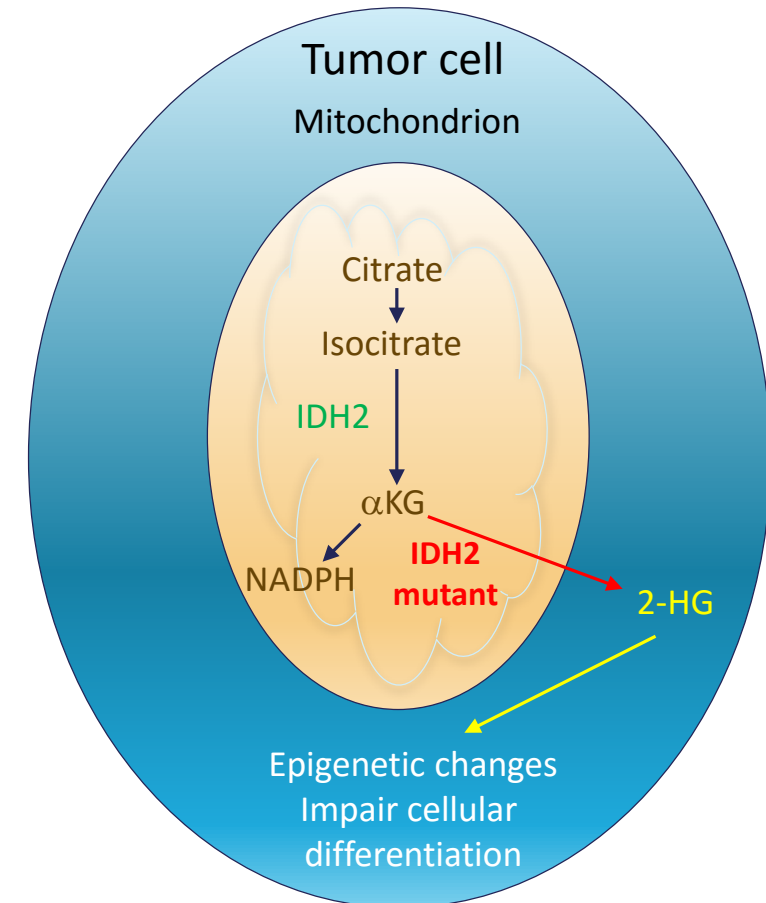 Tumor cell
Mitochondrion
Citrate
Isocitrate
IDH2
αKG
NADPH
IDH2
mutant
2-HG
Epigenetic changes
Impair cellular
differentiation